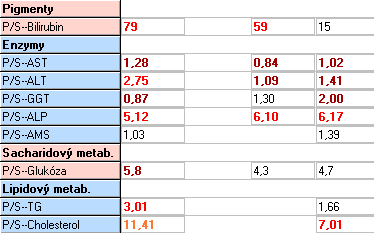 Pigmenty
P/S--Bilirubin 79 59 15
Enzymy
P/S--AST 1,28 0,84 1,02
P/S--ALT 2,75 1,09 1,41
P/S--GGT 0,87 1,30 2,00
P/S--ALP 5,12 6,10 6,17
P/S--AMS 1,03 1,39
Sacharidový metab.
P/S--Glukóza 5,8 4,3 4,7
Lipidový metab.
P/S--TG 3,01 1,66
P/S--Cholesterol 11,41 7,01